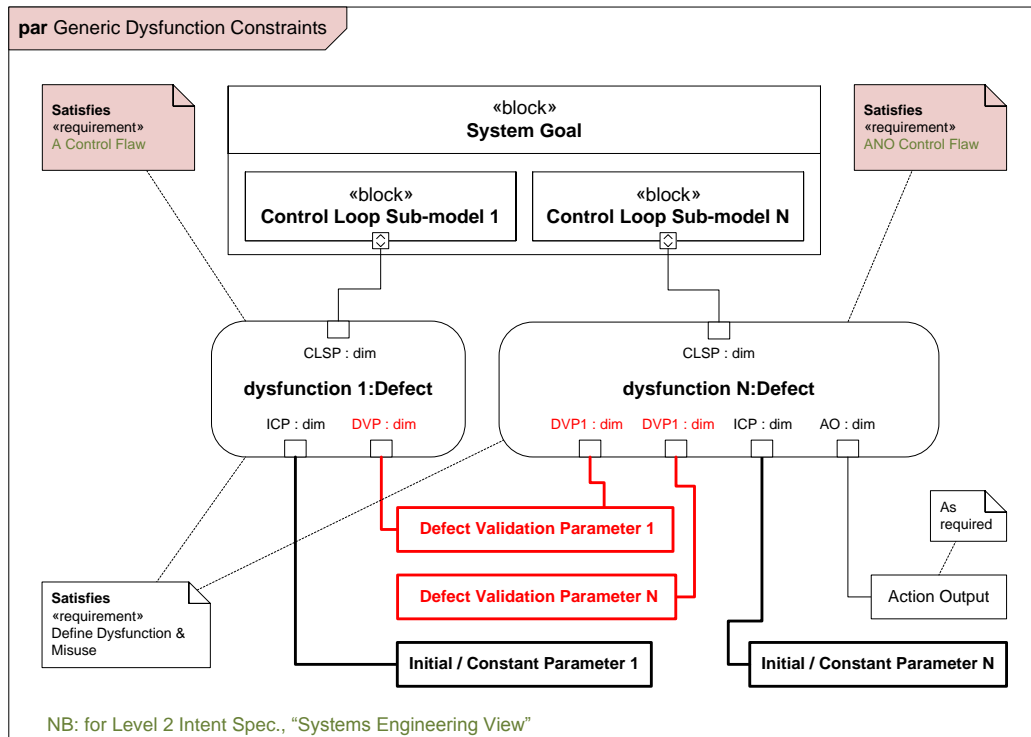 par Generic Dysfunction Constraints
Satisfies
«requirement»
A Control Flaw
«block»
System Goal
Satisfies
«requirement»
ANO Control Flaw
«block»
Control Loop Sub-model 1
«block»
Control Loop Sub-model N
CLSP : dim
dysfunction 1:Defect
ICP : dim
DVP : dim
CLSP : dim
dysfunction N:Defect
DVP1 : dim
DVP1 : dim
ICP : dim
AO : dim
As
required
Defect Validation Parameter 1
Defect Validation Parameter N
Action Output
Satisfies
«requirement»
Define Dysfunction &
Misuse
Initial / Constant Parameter 1
Initial / Constant Parameter N
NB: for Level 2 Intent Spec., “Systems Engineering View”